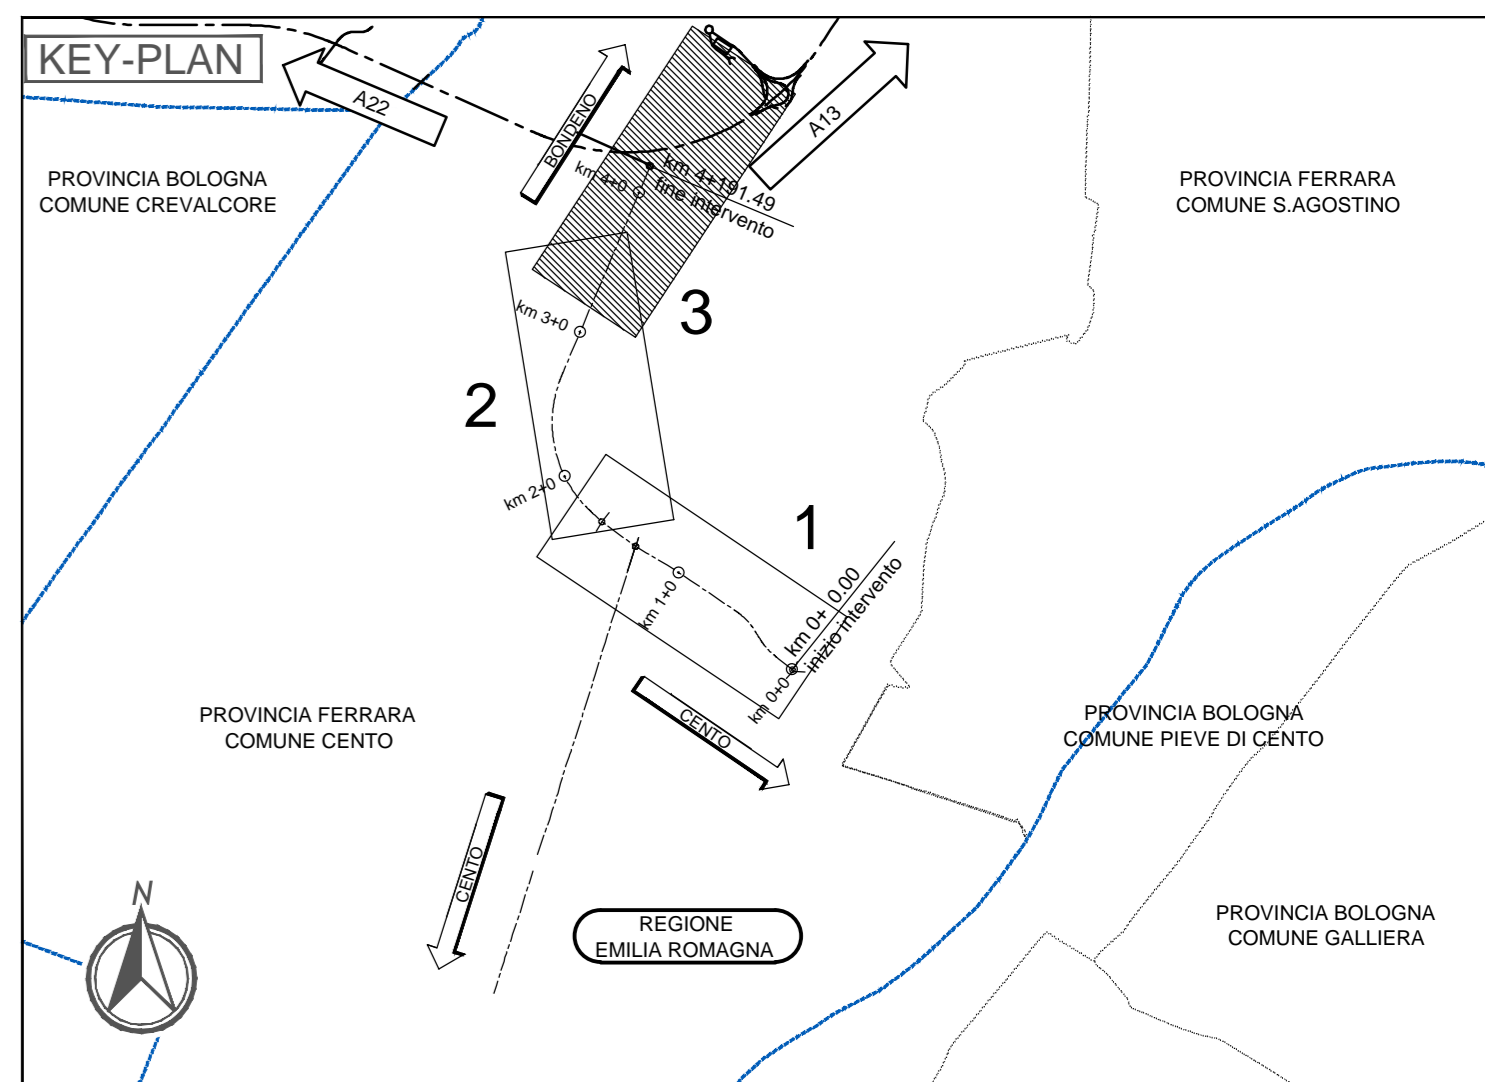 KEY-PLAN
A22
BONDENO
A13
PROVINCIA BOLOGNA
COMUNE CREVALCORE
PROVINCIA FERRARA
COMUNE S.AGOSTINO
km 4+0
km 4+191.49
fine intervento
3
km 3+0
2
km 2+0
1
km 1+0
km 0+ 0.00
inizio intervento
km 0+0
CENTO
PROVINCIA FERRARA
COMUNE CENTO
PROVINCIA BOLOGNA
COMUNE PIEVE DI CENTO
CENTO
N
REGIONE
EMILIA ROMAGNA
PROVINCIA BOLOGNA
COMUNE GALLIERA